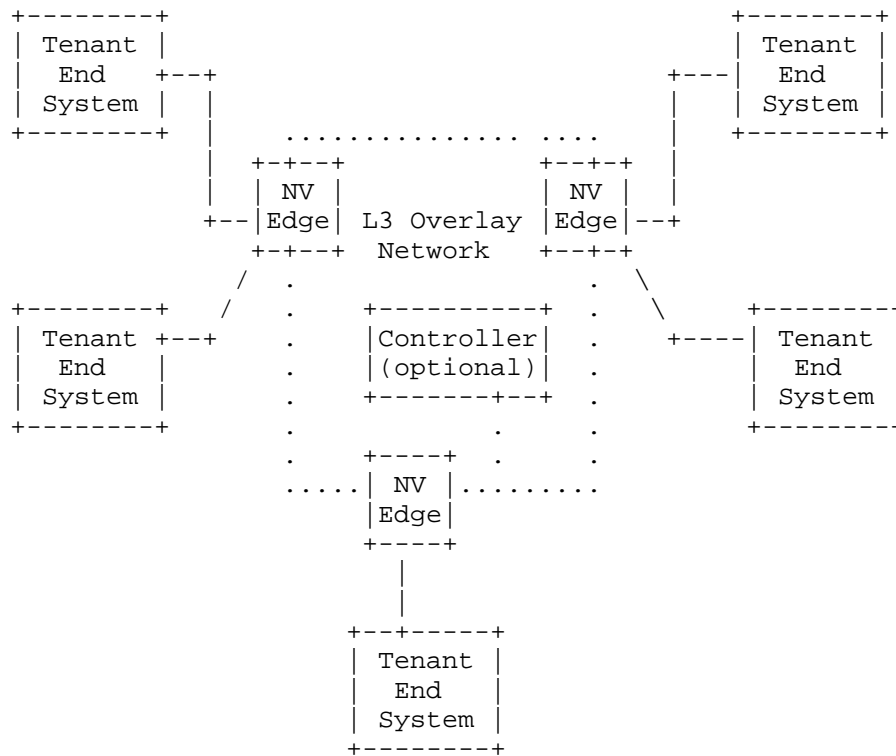 Tenant
End
System
Tenant
End
System
NV
Edge
L3 Overlay
Network
NV
Edge
Tenant
End
System
Controller
(optional)
Tenant
End
System
NV
Edge
Tenant
End
System